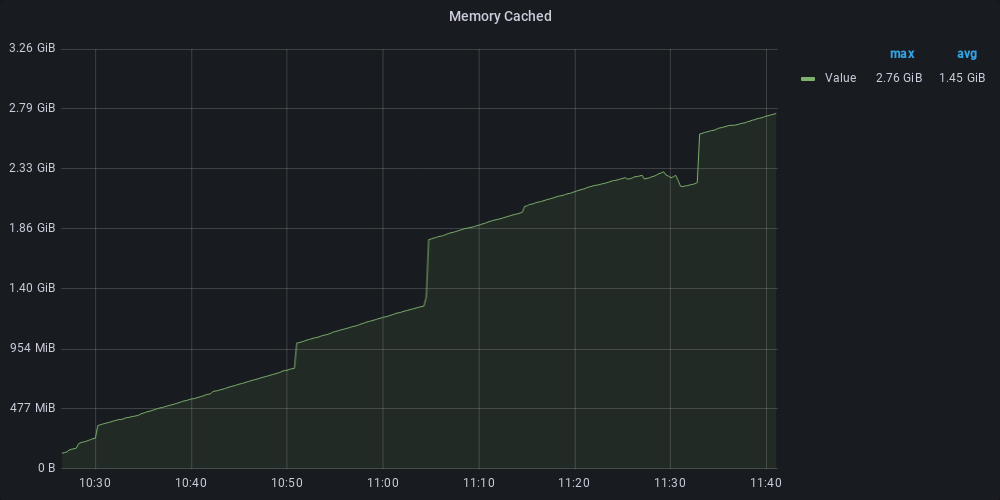 Memory Cached
3.26 GiB
2.79 GiB
2.33 GiB
1.86 GiB
1.40 GiB
954 MiB
477 MiB
0 B
10:30 10:40 10:50 11:00 11:10 11:20 11:30 11:40
max avg
Value 2.76 GiB 1.45 GiB